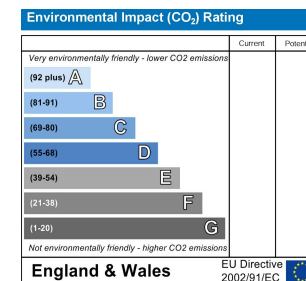 Environmental Impact (CO₂) Rating
Current Potent
Very environmentally friendly - lower CO2 emissions
(92 plus) A
(81-91) B
(69-80) C
(55-68) D
(39-54) E
(21-38) F
(1-20) G
Not environmentally friendly - higher CO2 emissions
England & Wales
EU Directive
2002/91/EC